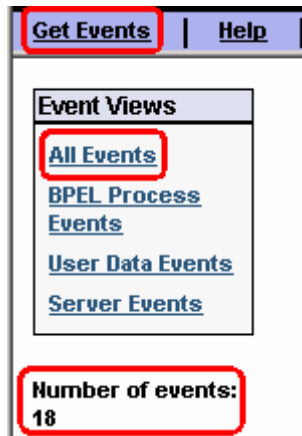 Get Events | Help |
Event Views
All Events
BPEL Process
Events
User Data Events
Server Events
Number of events:
18